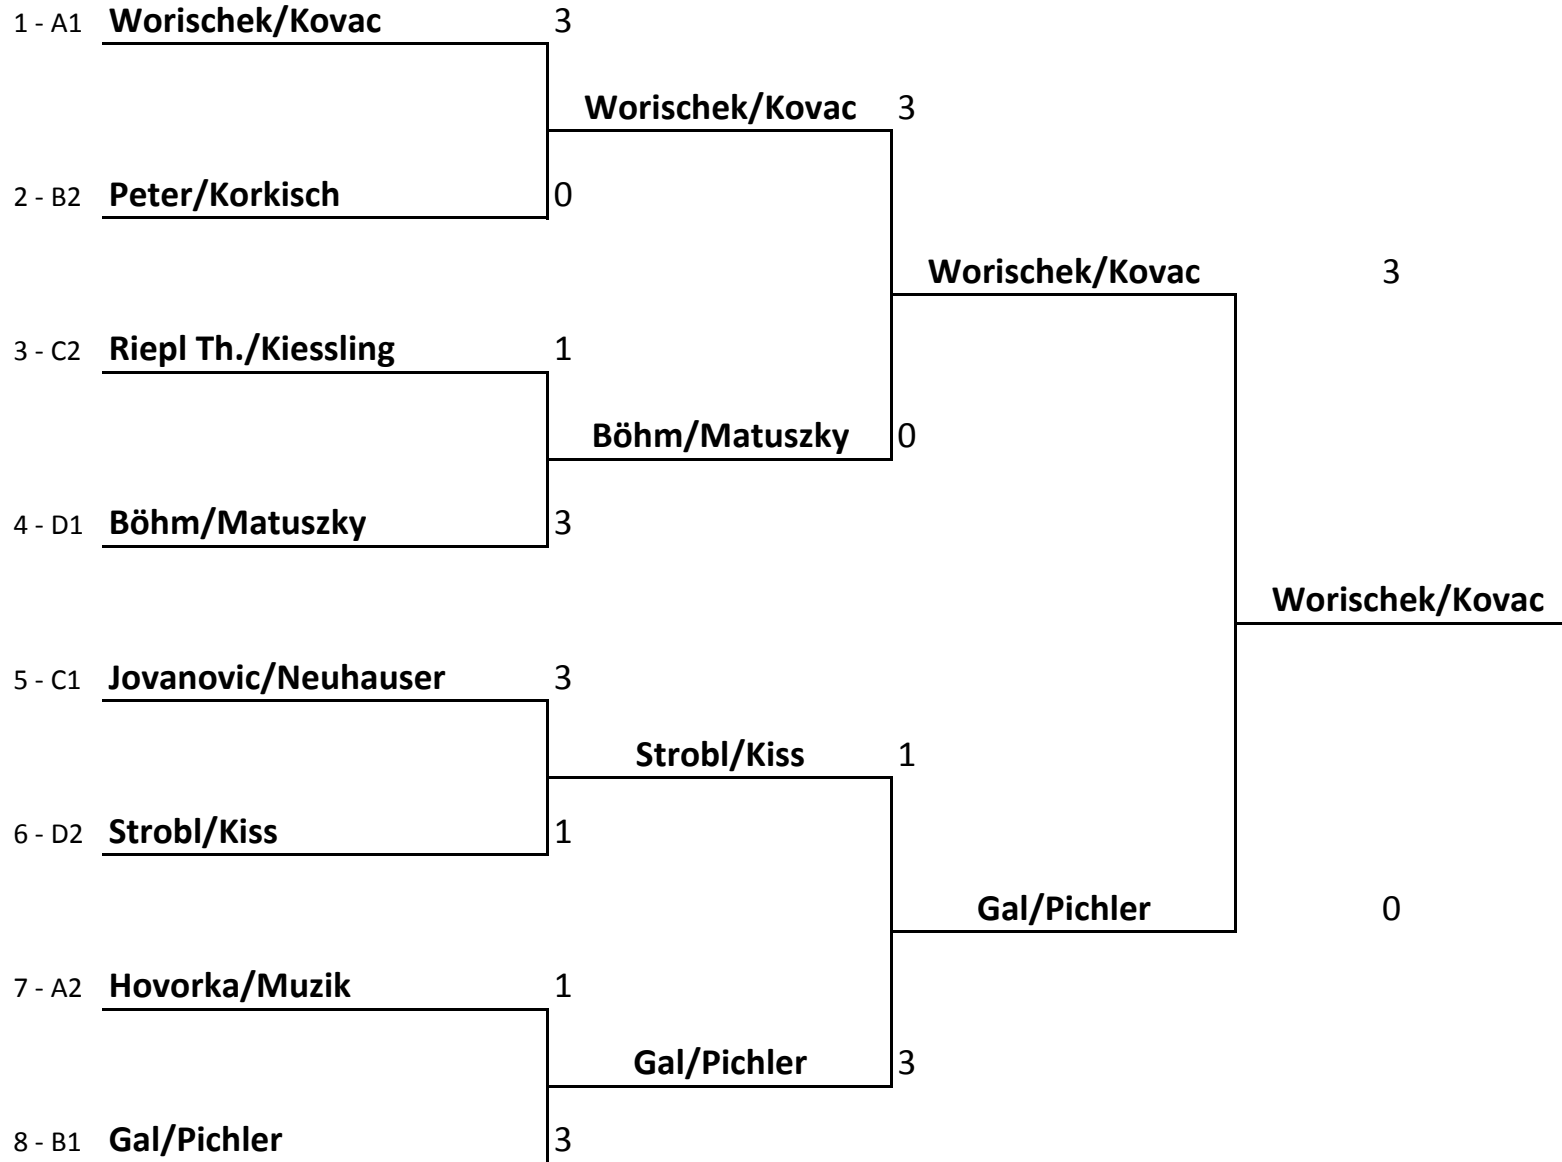 1 - A1 Worischek/Kovac 3
Worischek/Kovac 3
2 - B2 Peter/Korkisch 0
Worischek/Kovac 3
3 - C2 Riepl Th./Kiessling 1
Böhm/Matuszky 0
4 - D1 Böhm/Matuszky 3
Worischek/Kovac
5 - C1 Jovanovic/Neuhauser 3
Strobl/Kiss 1
6 - D2 Strobl/Kiss 1
Gal/Pichler 0
7 - A2 Hovorka/Muzik 1
Gal/Pichler 3
8 - B1 Gal/Pichler 3